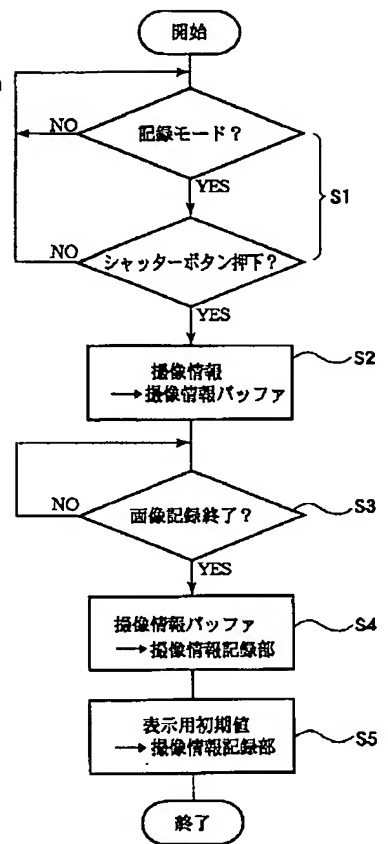 開始
記録モード?
NO
YES
S1
シャッターボタン押下?
NO
YES
撮像情報
→撮像情報バッファ
S2
画像記録終了?
NO
S3
YES
撮像情報バッファ
→撮像情報記録部
S4
表示用初期値
→撮像情報記録部
S5
終了